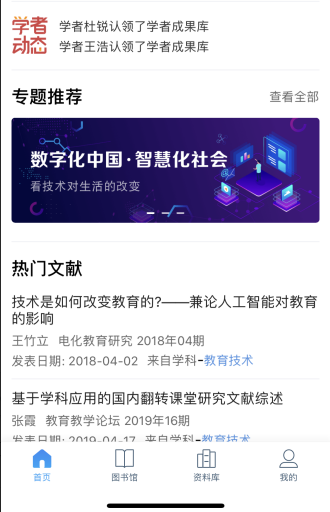 学者
动态
学者杜锐认领了学者成果库
学者王浩认领了学者成果库
专题推荐
查看全部
数字化中国·智慧化社会
看技术对生活的改变
热门文献
技术是如何改变教育的?——兼论人工智能对教育
的影响
王竹立 电化教育研究 2018年04期
发表日期: 2018-04-02 来自学科-教育技术
基于学科应用的国内翻转课堂研究文献综述
张霞 教育教学论坛 2019年16期
发表日期: 2019-04-17 来自学科-教育技术
首页
图书馆
资料库
我的